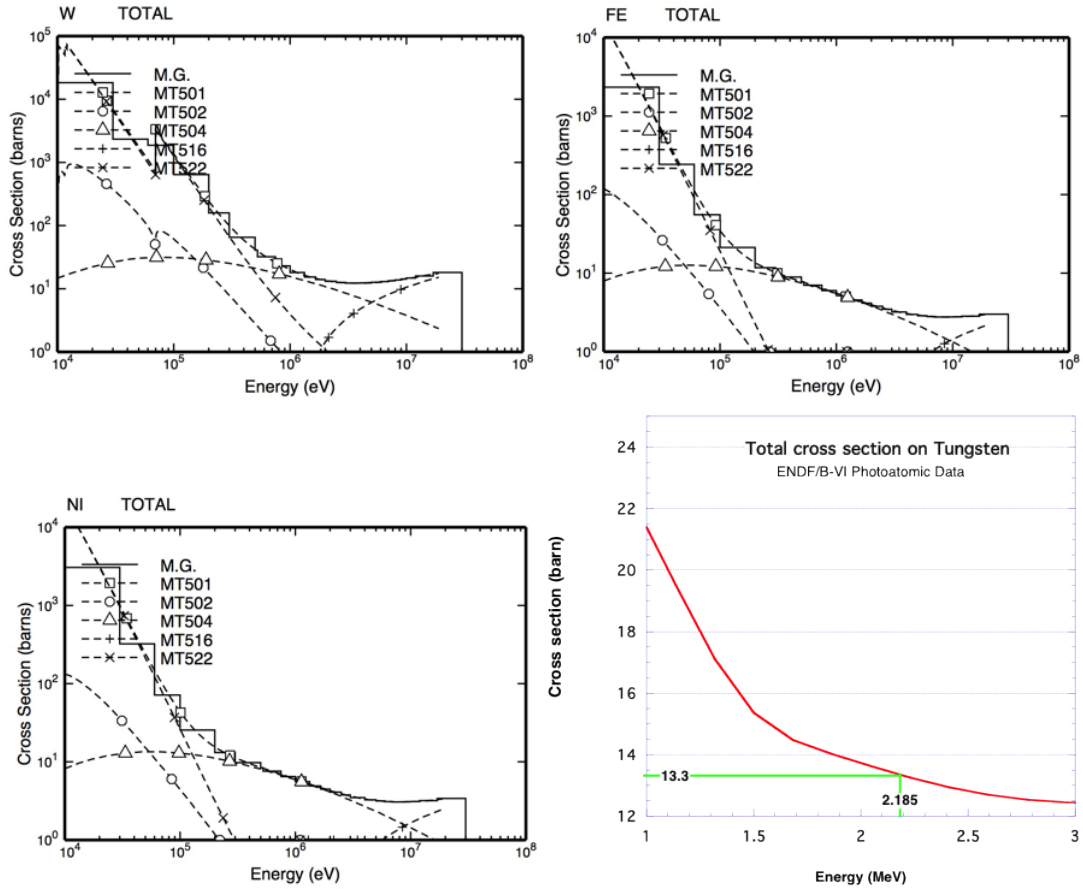 W TOTAL
10^5
10^4
10^3
10^2
10^1
10^0
Cross Section (barns)
M.G.
MT501
MT502
MT504
MT516
MT522
10^4 10^5 10^6 10^7 10^8
Energy (eV)
FE TOTAL
10^4
10^3
10^2
10^1
10^0
Cross Section (barns)
M.G.
MT501
MT502
MT504
MT516
MT522
10^4 10^5 10^6 10^7 10^8
Energy (eV)
NI TOTAL
10^4
10^3
10^2
10^1
10^0
Cross Section (barns)
M.G.
MT501
MT502
MT504
MT516
MT522
10^4 10^5 10^6 10^7 10^8
Energy (eV)
Total cross section on Tungsten
ENDF/B-VI Photoatomic Data
24
22
20
18
16
14
12
Cross section (barn)
13.3
2.185
1 1.5 2 2.5 3
Energy (MeV)